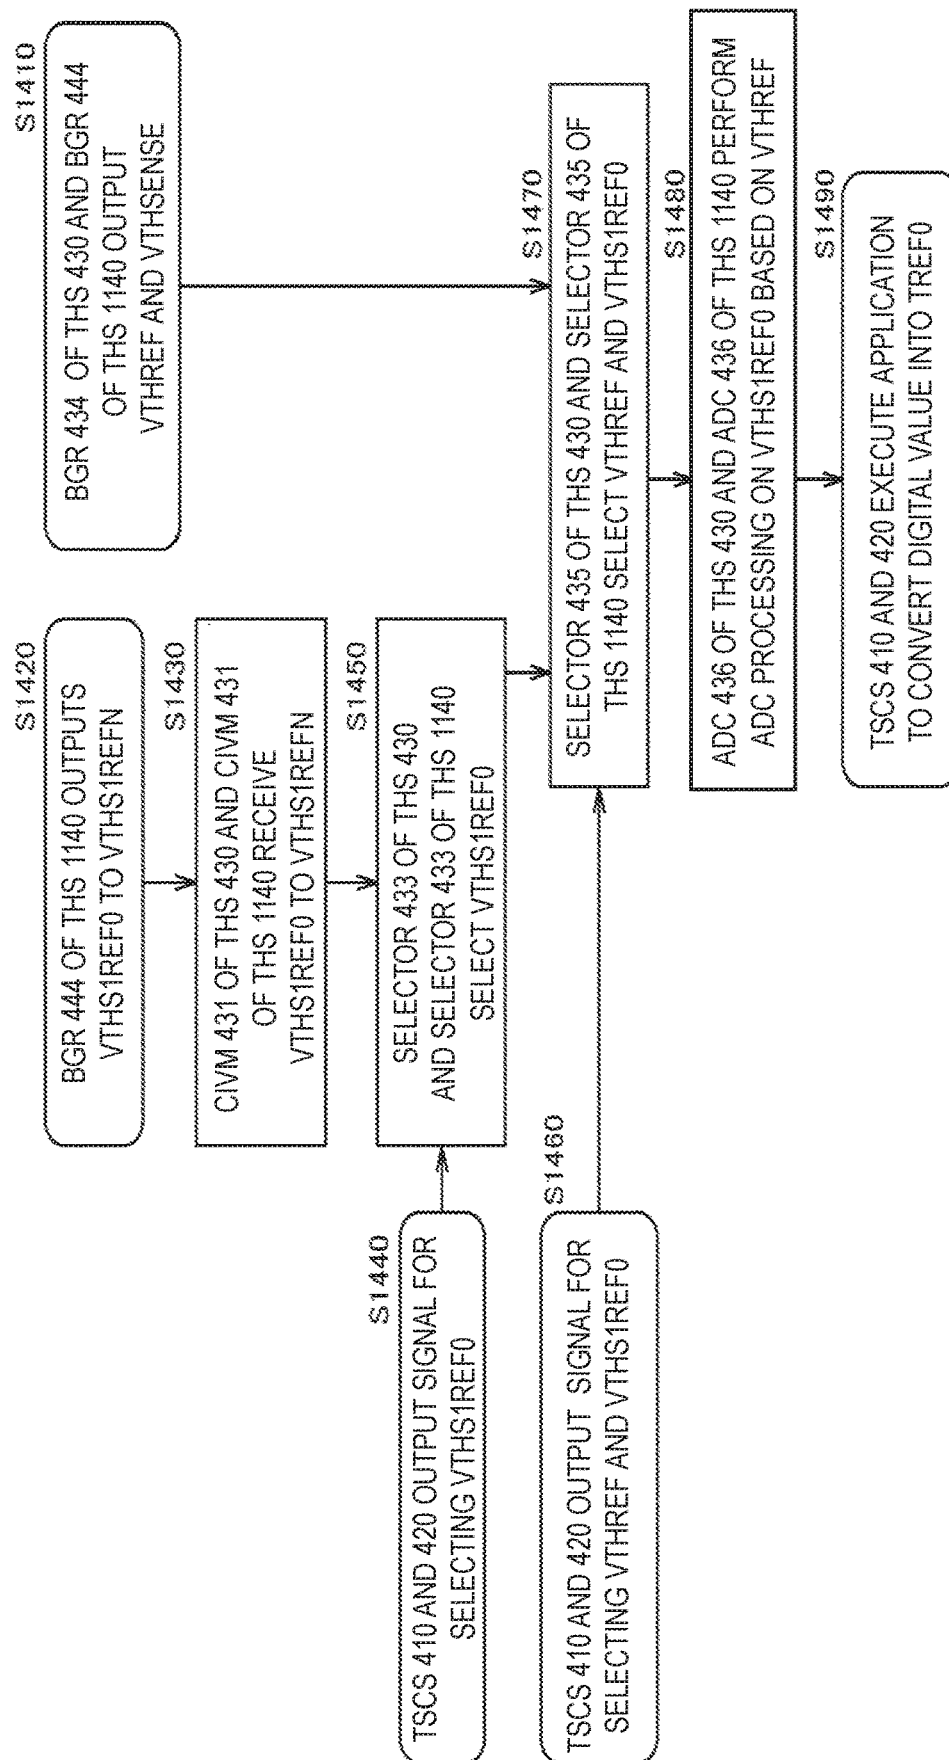 S1410
BGR 434 OF THS 430 AND BGR 444
OF THS 1140 OUTPUT
VTHREF AND VTHSENSE
S1420
BGR 444 OF THS 1140 OUTPUTS
VTHS1REF0 TO VTHS1REFN
S1430
CIVM 431 OF THS 430 AND CIVM 431
OF THS 1140 RECEIVE
VTHS1REF0 TO VTHS1REFN
S1440
TSCS 410 AND 420 OUTPUT SIGNAL FOR
SELECTING VTHS1REF0
S1450
SELECTOR 433 OF THS 430
AND SELECTOR 433 OF THS 1140
SELECT VTHS1REF0
S1460
TSCS 410 AND 420 OUTPUT SIGNAL FOR
SELECTING VTHREF AND VTHS1REF0
S1470
SELECTOR 435 OF THS 430 AND SELECTOR 435 OF
THS 1140 SELECT VTHREF AND VTHS1REF0
S1480
ADC 436 OF THS 430 AND ADC 436 OF THS 1140 PERFORM
ADC PROCESSING ON VTHS1REF0 BASED ON VTHREF
S1490
TSCS 410 AND 420 EXECUTE APPLICATION
TO CONVERT DIGITAL VALUE INTO TREF0